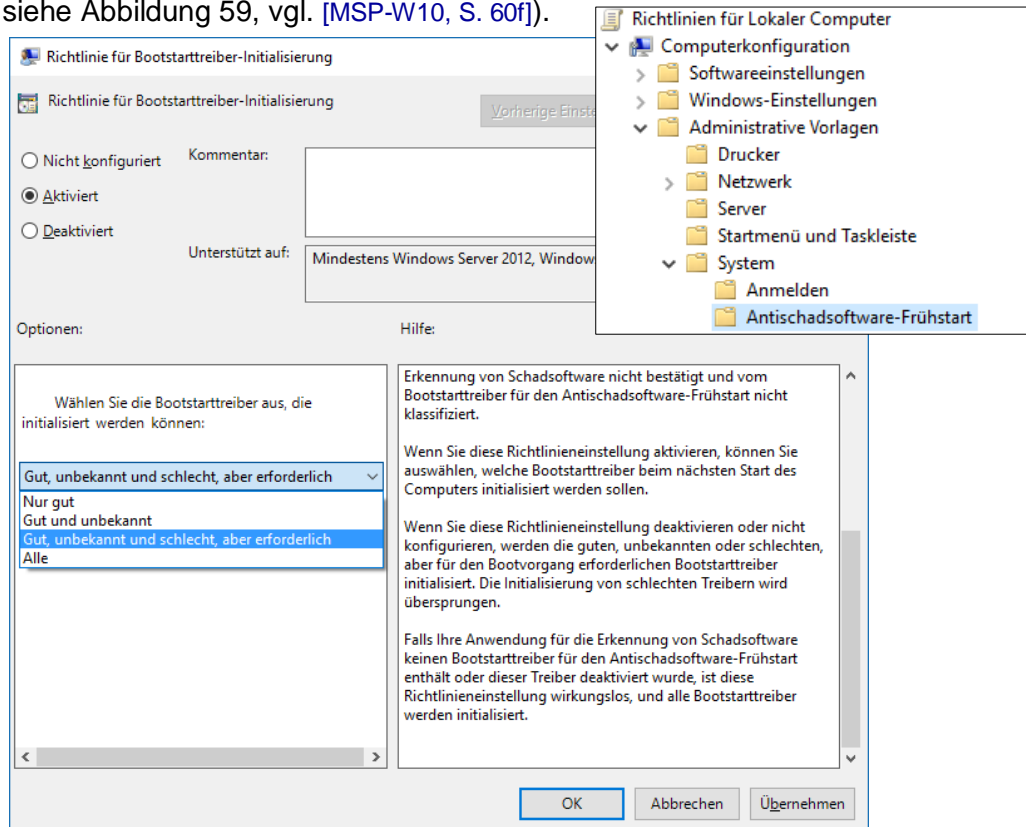 siehe Abbildung 59, vgl. [MSP-W10, S. 60f]).
Richtlinie für Bootstarttreiber-Initialisierung
Richtlinie für Bootstarttreiber-Initialisierung
Vorherige Einste
Nicht konfiguriert
Kommentar:
Aktiviert
Deaktiviert
Unterstützt auf:
Mindestens Windows Server 2012, Window
Richtlinien für Lokaler Computer
Computerkonfiguration
Softwareeinstellungen
Windows-Einstellungen
Administrative Vorlagen
Drucker
Netzwerk
Server
Startmenü und Taskleiste
System
Anmelden
Antischadsoftware-Frühstart
Optionen:
Hilfe:
Wählen Sie die Bootstarttreiber aus, die
initialisiert werden können:
Gut, unbekannt und schlecht, aber erforderlich
Nur gut
Gut und unbekannt
Gut, unbekannt und schlecht, aber erforderlich
Alle
Erkennung von Schadsoftware nicht bestätigt und vom
Bootstarttreiber für den Antischadsoftware-Frühstart nicht
klassifiziert.
Wenn Sie diese Richtlinieneinstellung aktivieren, können Sie
auswählen, welche Bootstarttreiber beim nächsten Start des
Computers initialisiert werden sollen.
Wenn Sie diese Richtlinieneinstellung deaktivieren oder nicht
konfigurieren, werden die guten, unbekannten oder schlechten,
aber für den Bootvorgang erforderlichen Bootstarttreiber
initialisiert. Die Initialisierung von schlechten Treibern wird
übersprungen.
Falls Ihre Anwendung für die Erkennung von Schadsoftware
keinen Bootstarttreiber für den Antischadsoftware-Frühstart
enthält oder dieser Treiber deaktiviert wurde, ist diese
Richtlinieneinstellung wirkungslos, und alle Bootstarttreiber
werden initialisiert.
OK
Abbrechen
Übernehmen